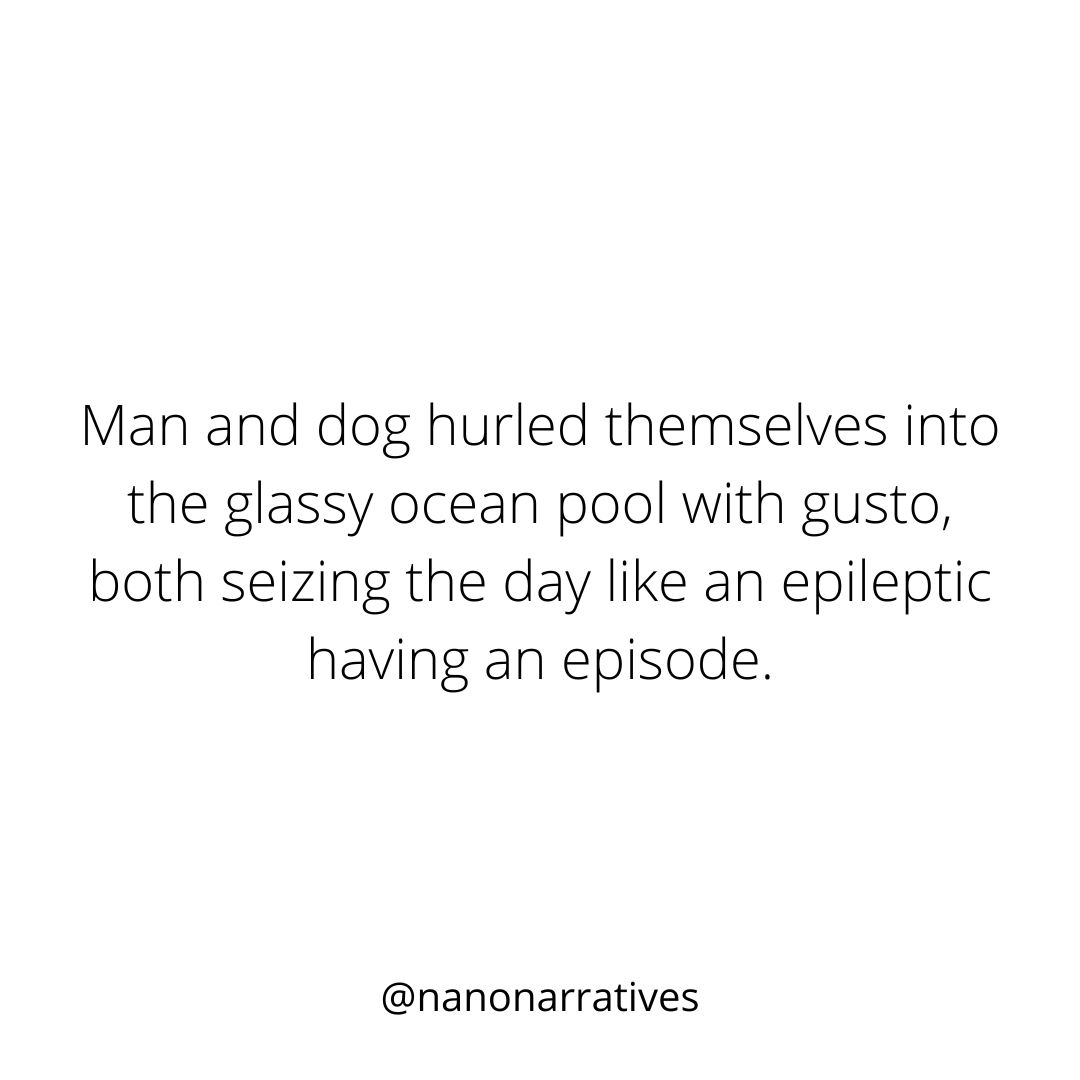 Man and dog hurled themselves into
the glassy ocean pool with gusto,
both seizing the day like an epileptic
having an episode.
@nanonarratives